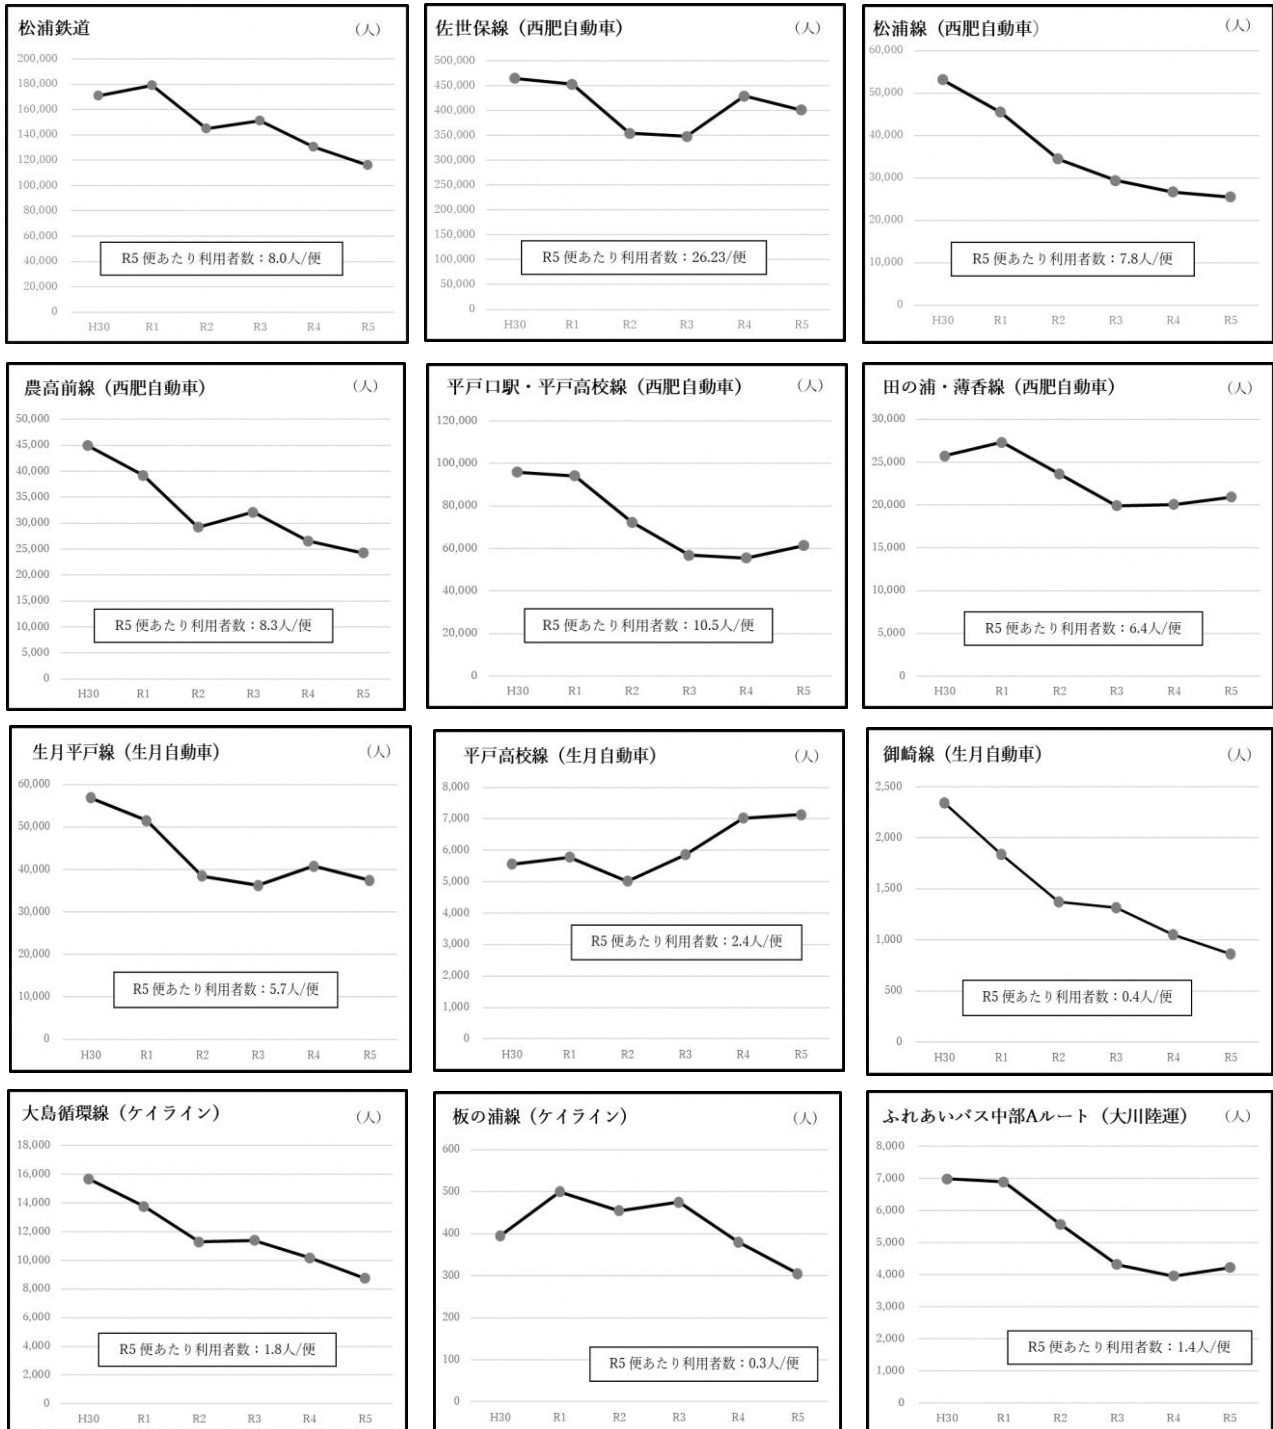 松浦鉄道
(人)
200,000
180,000
160,000
140,000
120,000
100,000
80,000
60,000
40,000
20,000
0
R5 便あたり利用者数：8.0人/便
H30 R1 R2 R3 R4 R5
佐世保線（西肥自動車）
(人)
500,000
450,000
400,000
350,000
300,000
250,000
200,000
150,000
100,000
50,000
0
R5 便あたり利用者数：26.23/便
H30 R1 R2 R3 R4 R5
松浦線（西肥自動車）
(人)
60,000
50,000
40,000
30,000
20,000
10,000
0
R5 便あたり利用者数：7.8人/便
H30 R1 R2 R3 R4 R5
農高前線（西肥自動車）
(人)
50,000
45,000
40,000
35,000
30,000
25,000
20,000
15,000
10,000
5,000
0
R5 便あたり利用者数：8.3人/便
H30 R1 R2 R3 R4 R5
平戸口駅・平戸高校線（西肥自動車）
(人)
120,000
100,000
80,000
60,000
40,000
20,000
0
R5 便あたり利用者数：10.5人/便
H30 R1 R2 R3 R4 R5
田の浦・薄香線（西肥自動車）
(人)
30,000
25,000
20,000
15,000
10,000
5,000
0
R5 便あたり利用者数：6.4人/便
H30 R1 R2 R3 R4 R5
生月平戸線（生月自動車）
(人)
60,000
50,000
40,000
30,000
20,000
10,000
0
R5 便あたり利用者数：5.7人/便
H30 R1 R2 R3 R4 R5
平戸高校線（生月自動車）
(人)
8,000
7,000
6,000
5,000
4,000
3,000
2,000
1,000
0
R5 便あたり利用者数：2.4人/便
H30 R1 R2 R3 R4 R5
御崎線（生月自動車）
(人)
2,500
2,000
1,500
1,000
500
0
R5 便あたり利用者数：0.4人/便
H30 R1 R2 R3 R4 R5
大島循環線（ケイライン）
(人)
18,000
16,000
14,000
12,000
10,000
8,000
6,000
4,000
2,000
0
R5 便あたり利用者数：1.8人/便
H30 R1 R2 R3 R4 R5
板の浦線（ケイライン）
(人)
600
500
400
300
200
100
0
R5 便あたり利用者数：0.3人/便
H30 R1 R2 R3 R4 R5
ふれあいバス中部Aルート（大川陸運）
(人)
8,000
7,000
6,000
5,000
4,000
3,000
2,000
1,000
0
R5 便あたり利用者数：1.4人/便
H30 R1 R2 R3 R4 R5